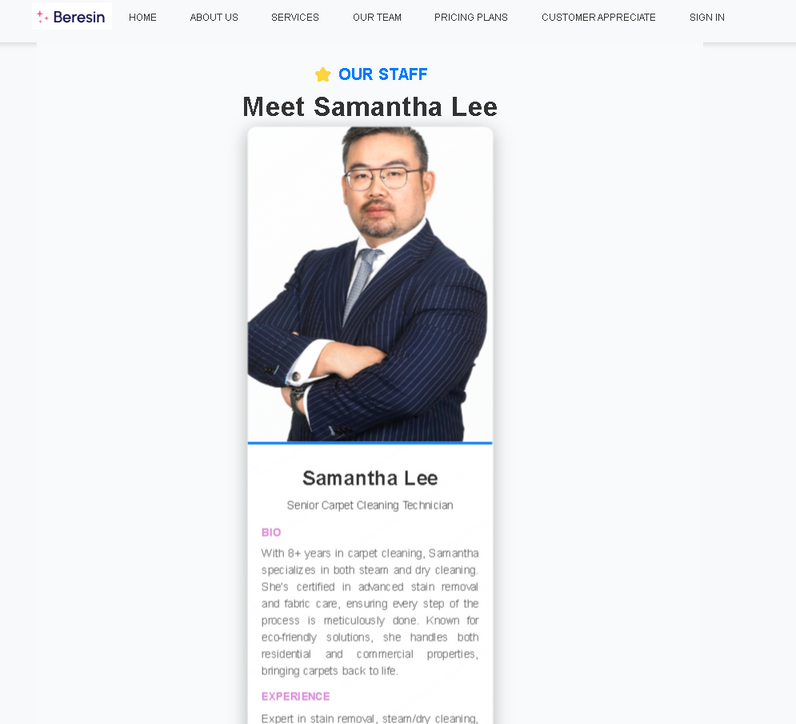 Beresin
HOME ABOUT US SERVICES OUR TEAM PRICING PLANS CUSTOMER APPRECIATE SIGN IN
OUR STAFF
Meet Samantha Lee
Samantha Lee
Senior Carpet Cleaning Technician
BIO
With 8+ years in carpet cleaning, Samantha
specializes in both steam and dry cleaning.
She's certified in advanced stain removal
and fabric care, ensuring every step of the
process is meticulously done. Known for
eco-friendly solutions, she handles both
residential and commercial properties,
bringing carpets back to life.
EXPERIENCE
Expert in stain removal, steam/dry cleaning,